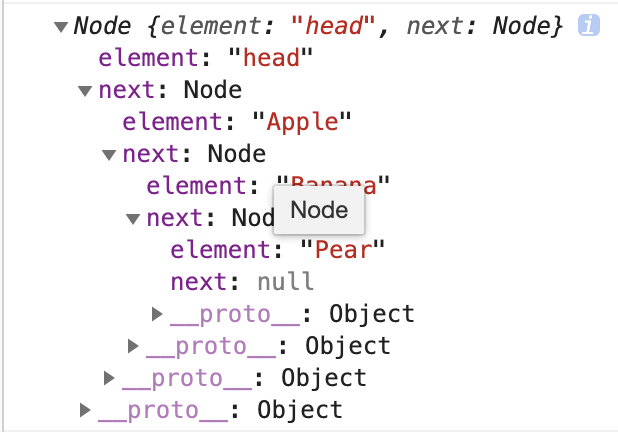 ▼Node {element: "head", next: Node} i
element: "head"
▼next: Node
element: "Apple"
▼next: Node
element: "Banana"
▼next: Nod
Node
element: "Pear"
next: null
▶__proto__: Object
▶__proto__: Object
▶__proto__: Object
▶__proto__: Object